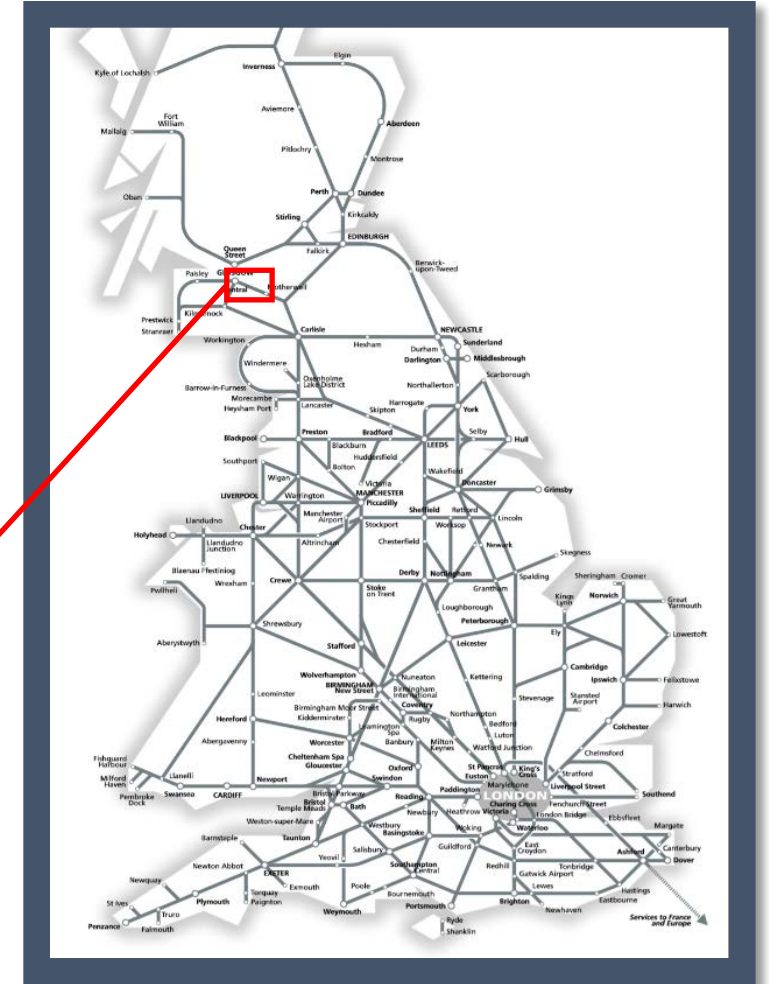 Elgin
Inverness
Kyle of Lochalsh
Aviemore
Fort
William
Aberdeen
Mallaig
Pitlochry
Montrose
Perth
Dundee
Oban
Kirkcaldy
Stirling
EDINBURGH
Queen
Street
Falkirk
Berwick-
upon-Tweed
Paisley
Motherwell
Prestwick
Stranraer
Carlisle
NEWCASTLE
Workington
Hexham
Sunderland
Durham
Darlington
Middlesbrough
Windermere
Scarborough
Oxenholme
Lake District
Barrow-in-Furness
Northallerton
Morecambe
Heysham Port
Lancaster
Harrogate
York
Skipton
Blackpool
Preston
Bradford
Selby
Hull
Blackburn
LEEDS
Huddersfield
Southport
Bolton
Wakefield
Wigan
Victoria
Doncaster
LIVERPOOL
Warrington
MANCHESTER
Piccadilly
Grimsby
Manchester
Airport
Sheffield
Retford
Llandudno
Stockport
Worksop
Lincoln
Holyhead
Chester
Llandudno
Junction
Altrincham
Chesterfield
Newark
Skegness
Blaenau Ffestiniog
Derby
Nottingham
Spalding
Sheringham
Cromer
Pwllheli
Wrexham
Crewe
Stoke
on Trent
Grantham
Kings
Lynn
Norwich
Great
Yarmouth
Loughborough
Peterborough
Aberystwyth
Shrewsbury
Ely
Lowestoft
Stafford
Leicester
Cambridge
Wolverhampton
Nuneaton
Kettering
Ipswich
Felixstowe
BIRMINGHAM
New Street
Birmingham
International
Leominster
Stevenage
Stansted
Airport
Harwich
Birmingham Moor Street
Coventry
Kidderminster
Rugby
Northampton
Hereford
Leamington
Spa
Bedford
Colchester
Abergavenny
Worcester
Banbury
Milton
Keynes
Luton
Watford Junction
Chelmsford
Fishguard
Harbour
Cheltenham Spa
Gloucester
Oxford
St Pancras
Euston
King's
Cross
Stratford
Milford
Haven
Llanelli
Newport
Swindon
Marylebone
Liverpool Street
Pembroke
Dock
Swansea
CARDIFF
Bristol Parkway
Reading
Paddington
LONDON
Southend
Bristol
Temple Meads
Bath
Newbury
Heathrow
Victoria
Charing Cross
Fenchurch Street
London Bridge
Ebbsfleet
Weston-super-Mare
Westbury
Basingstoke
Woking
Waterloo
Margate
Barnstaple
Taunton
Salisbury
Guildford
East
Croydon
Canterbury
Ashford
Dover
Newton Abbot
Yeovil
Southampton
Central
Redhill
Tonbridge
Gatwick Airport
Newquay
EXETER
Exmouth
Poole
Bournemouth
Lewes
Hastings
Eastbourne
St Ives
Plymouth
Torquay
Paignton
Weymouth
Portsmouth
Brighton
Newhaven
Truro
Ryde
Services to France
and Europe
Penzance
Falmouth
Shanklin